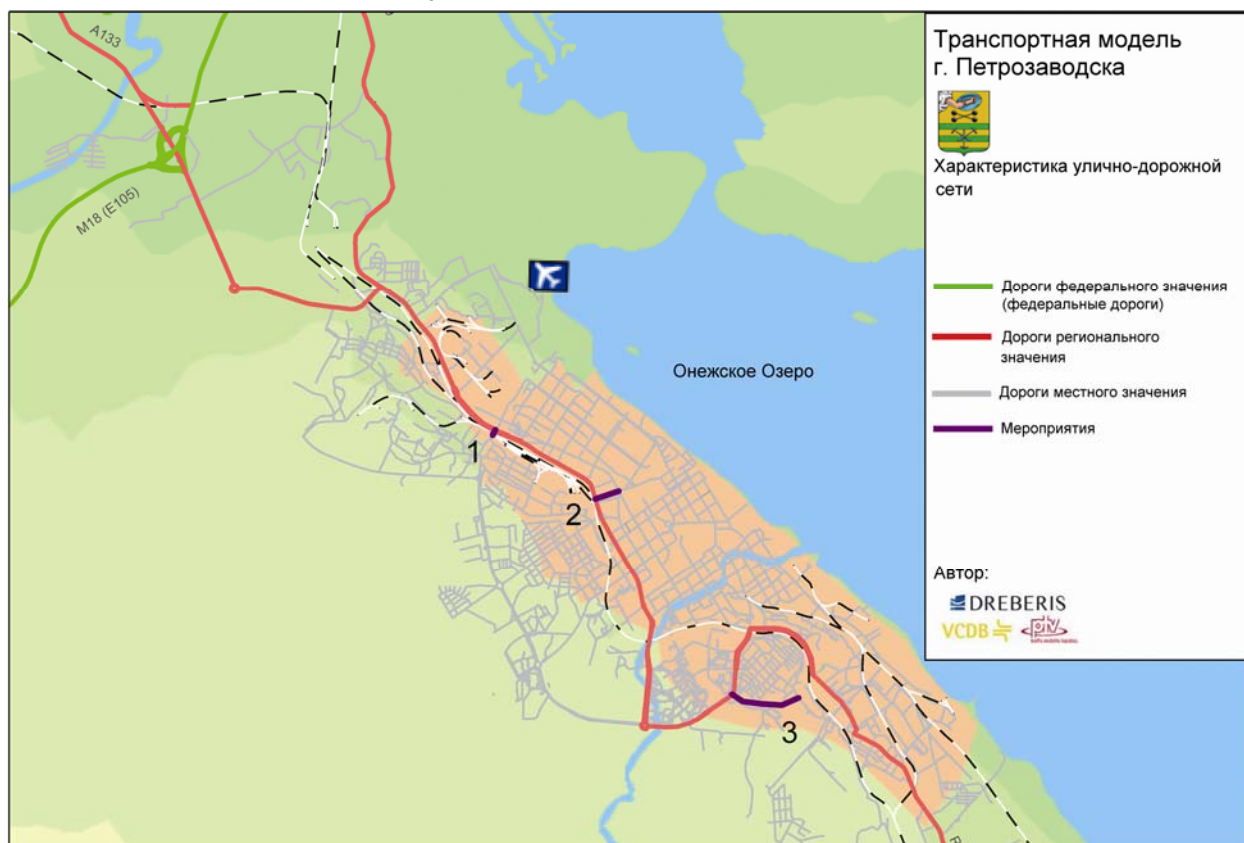 Транспортная модель
г. Петрозаводска
Характеристика улично-дорожной
сети
Дороги федерального значения
(федеральные дороги)
Дороги регионального
значения
Дороги местного значения
Мероприятия
Автор:
DREBERIS
VCDB
ptv
A133
M18 (E105)
Онежское Озеро
1
2
3